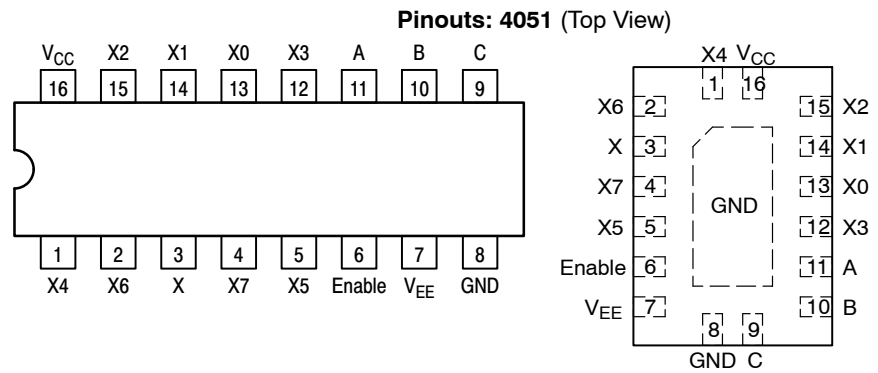 Pinouts: 4051 (Top View)
VCC X2 X1 X0 X3 A B C
16 15 14 13 12 11 10 9
1 2 3 4 5 6 7 8
X4 X6 X X7 X5 Enable VEE GND
X4 VCC
1 16
X6 2 15 X2
X 3 14 X1
X7 4 13 X0
GND
X5 5 12 X3
Enable 6 11 A
VEE 7 10 B
8 9
GND C